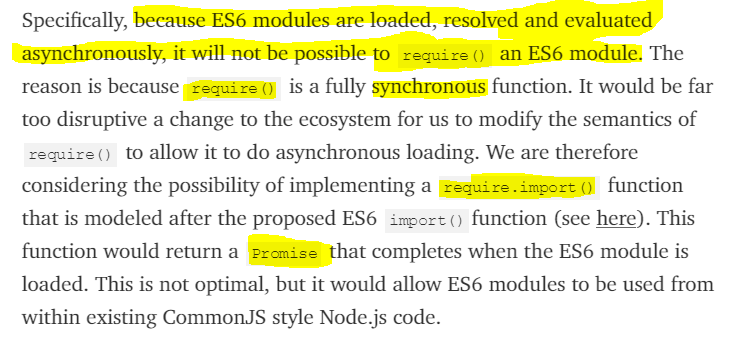 Specifically, because ES6 modules are loaded, resolved and evaluated
asynchronously, it will not be possible to require() an ES6 module. The
reason is because require() is a fully synchronous function. It would be far
too disruptive a change to the ecosystem for us to modify the semantics of
require() to allow it to do asynchronous loading. We are therefore
considering the possibility of implementing a require.import() function
that is modeled after the proposed ES6 import() function (see here). This
function would return a Promise that completes when the ES6 module is
loaded. This is not optimal, but it would allow ES6 modules to be used from
within existing CommonJS style Node.js code.